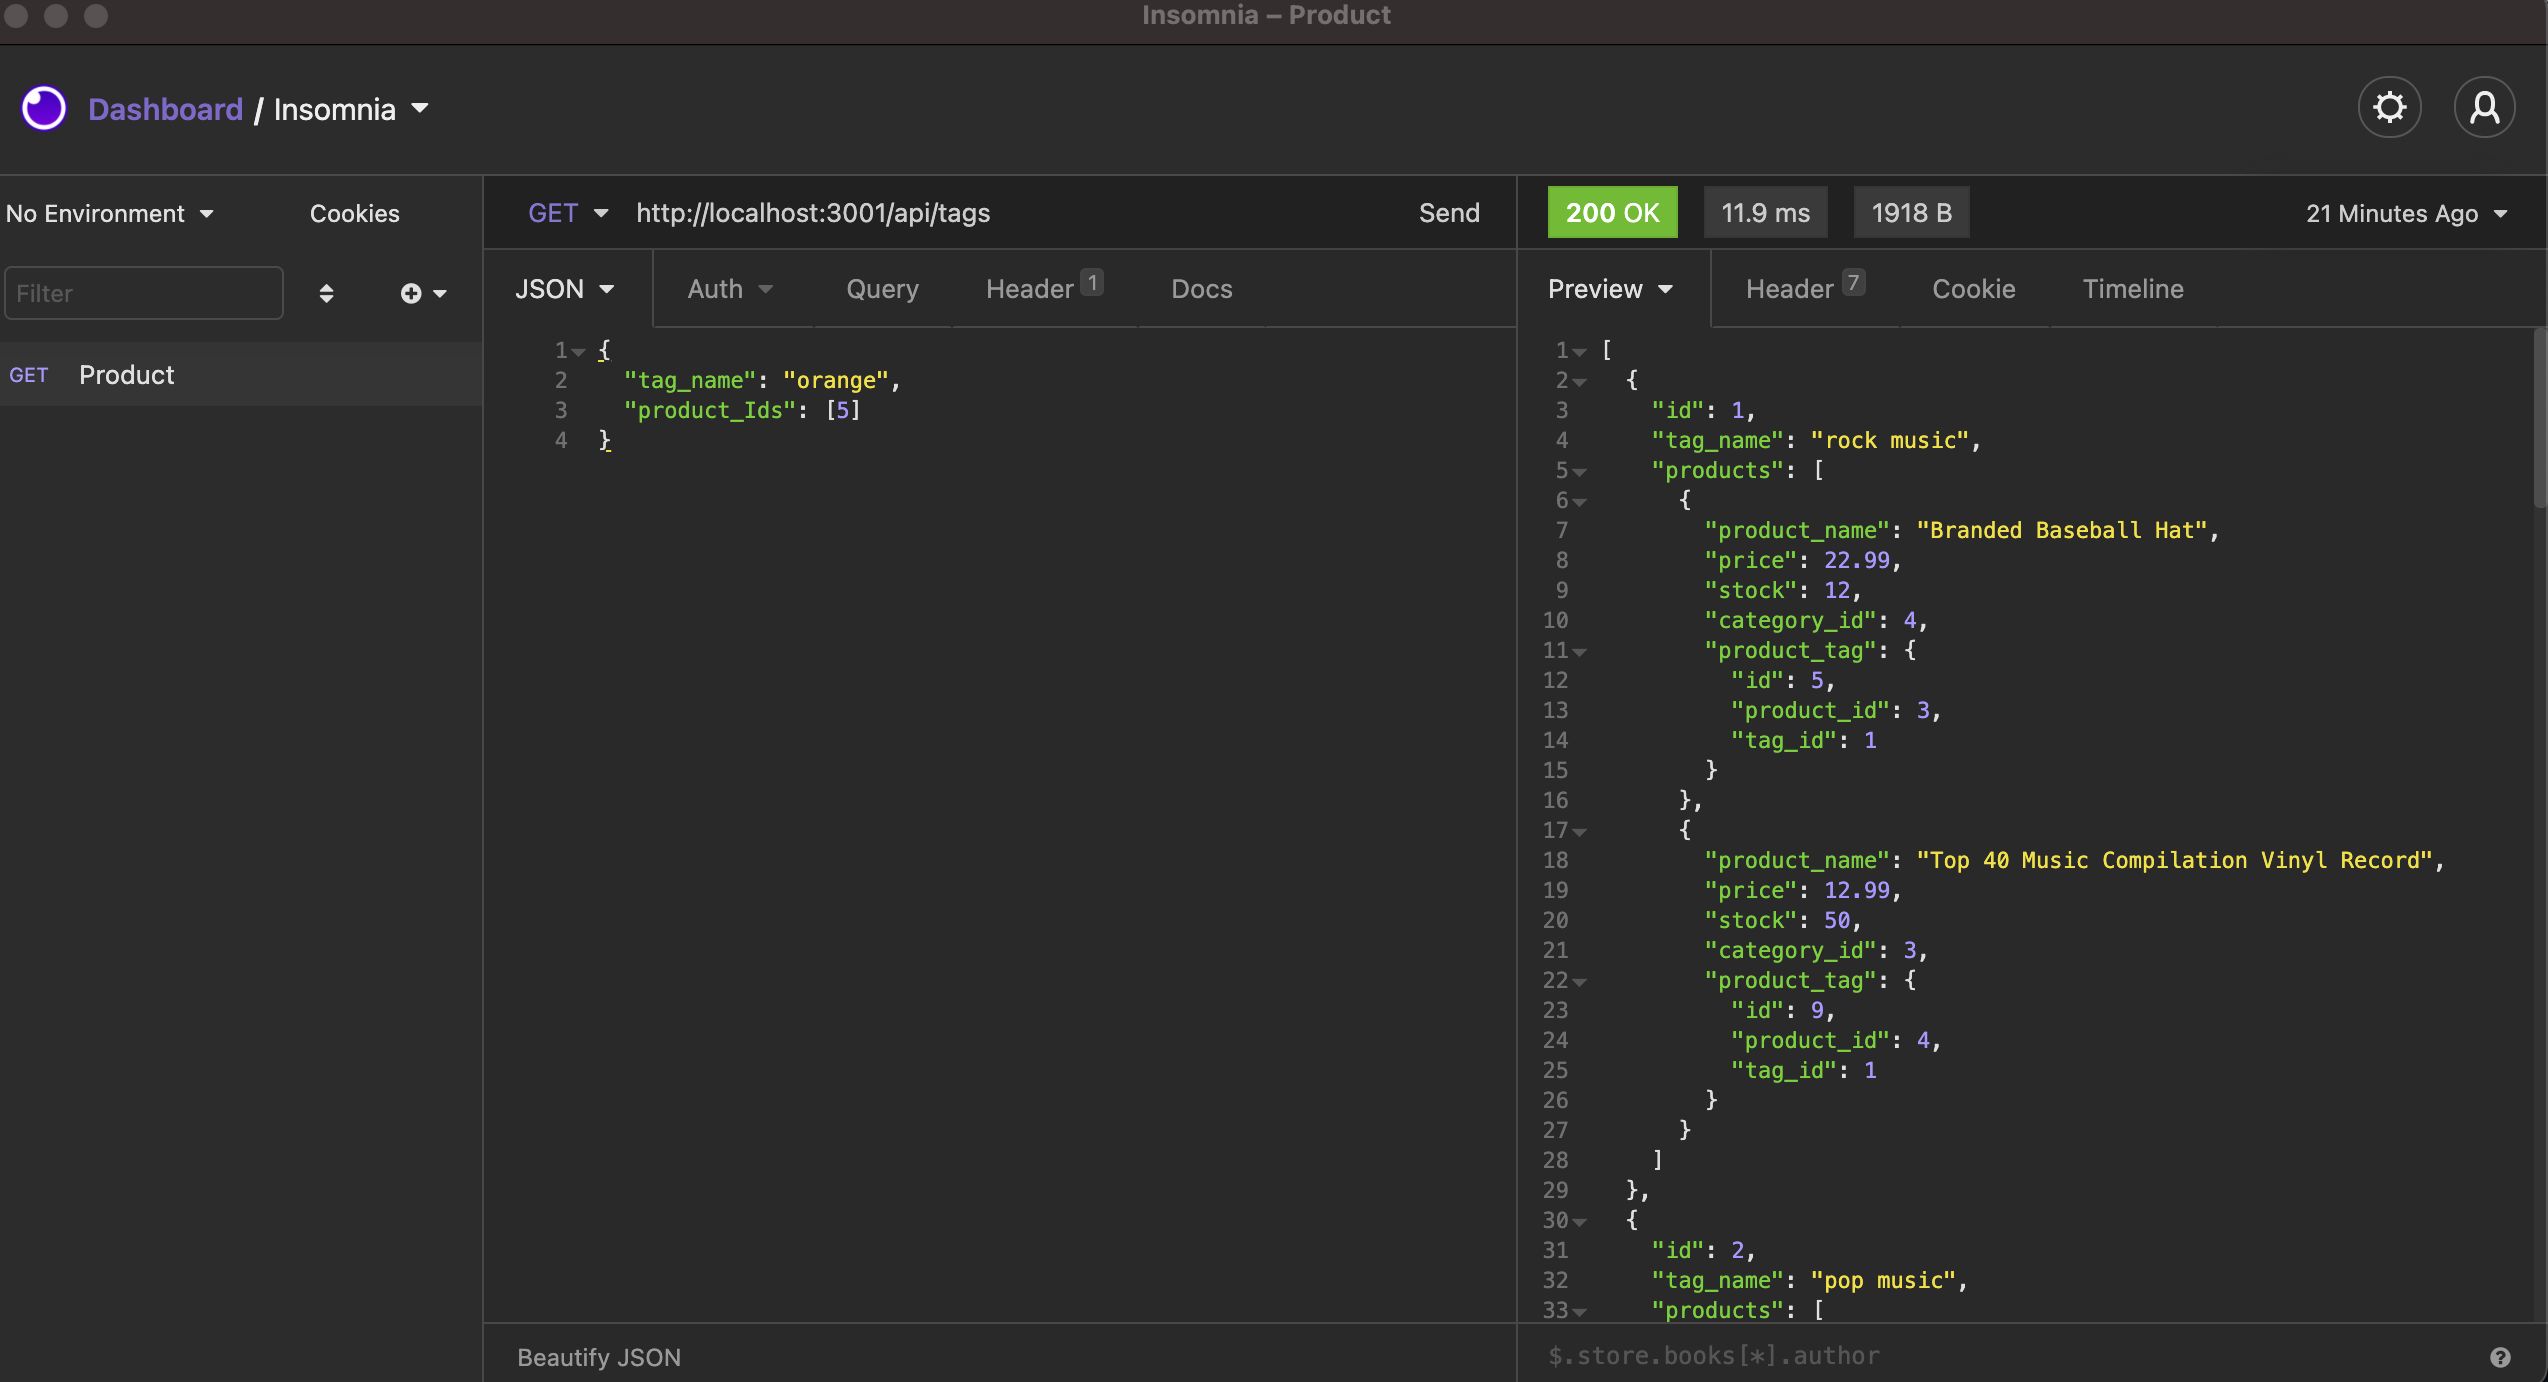 Insomnia – Product
Dashboard / Insomnia
No Environment
Cookies
Filter
GET Product
GET http://localhost:3001/api/tags Send
JSON Auth Query Header 1 Docs
1 {
2 "tag_name": "orange",
3 "product_Ids": [5]
4 }
Beautify JSON
200 OK 11.9 ms 1918 B 21 Minutes Ago
Preview Header 7 Cookie Timeline
1 [
2 {
3 "id": 1,
4 "tag_name": "rock music",
5 "products": [
6 {
7 "product_name": "Branded Baseball Hat",
8 "price": 22.99,
9 "stock": 12,
10 "category_id": 4,
11 "product_tag": {
12 "id": 5,
13 "product_id": 3,
14 "tag_id": 1
15 }
16 },
17 {
18 "product_name": "Top 40 Music Compilation Vinyl Record",
19 "price": 12.99,
20 "stock": 50,
21 "category_id": 3,
22 "product_tag": {
23 "id": 9,
24 "product_id": 4,
25 "tag_id": 1
26 }
27 }
28 ]
29 },
30 {
31 "id": 2,
32 "tag_name": "pop music",
33 "products": [
$.store.books[*].author
?